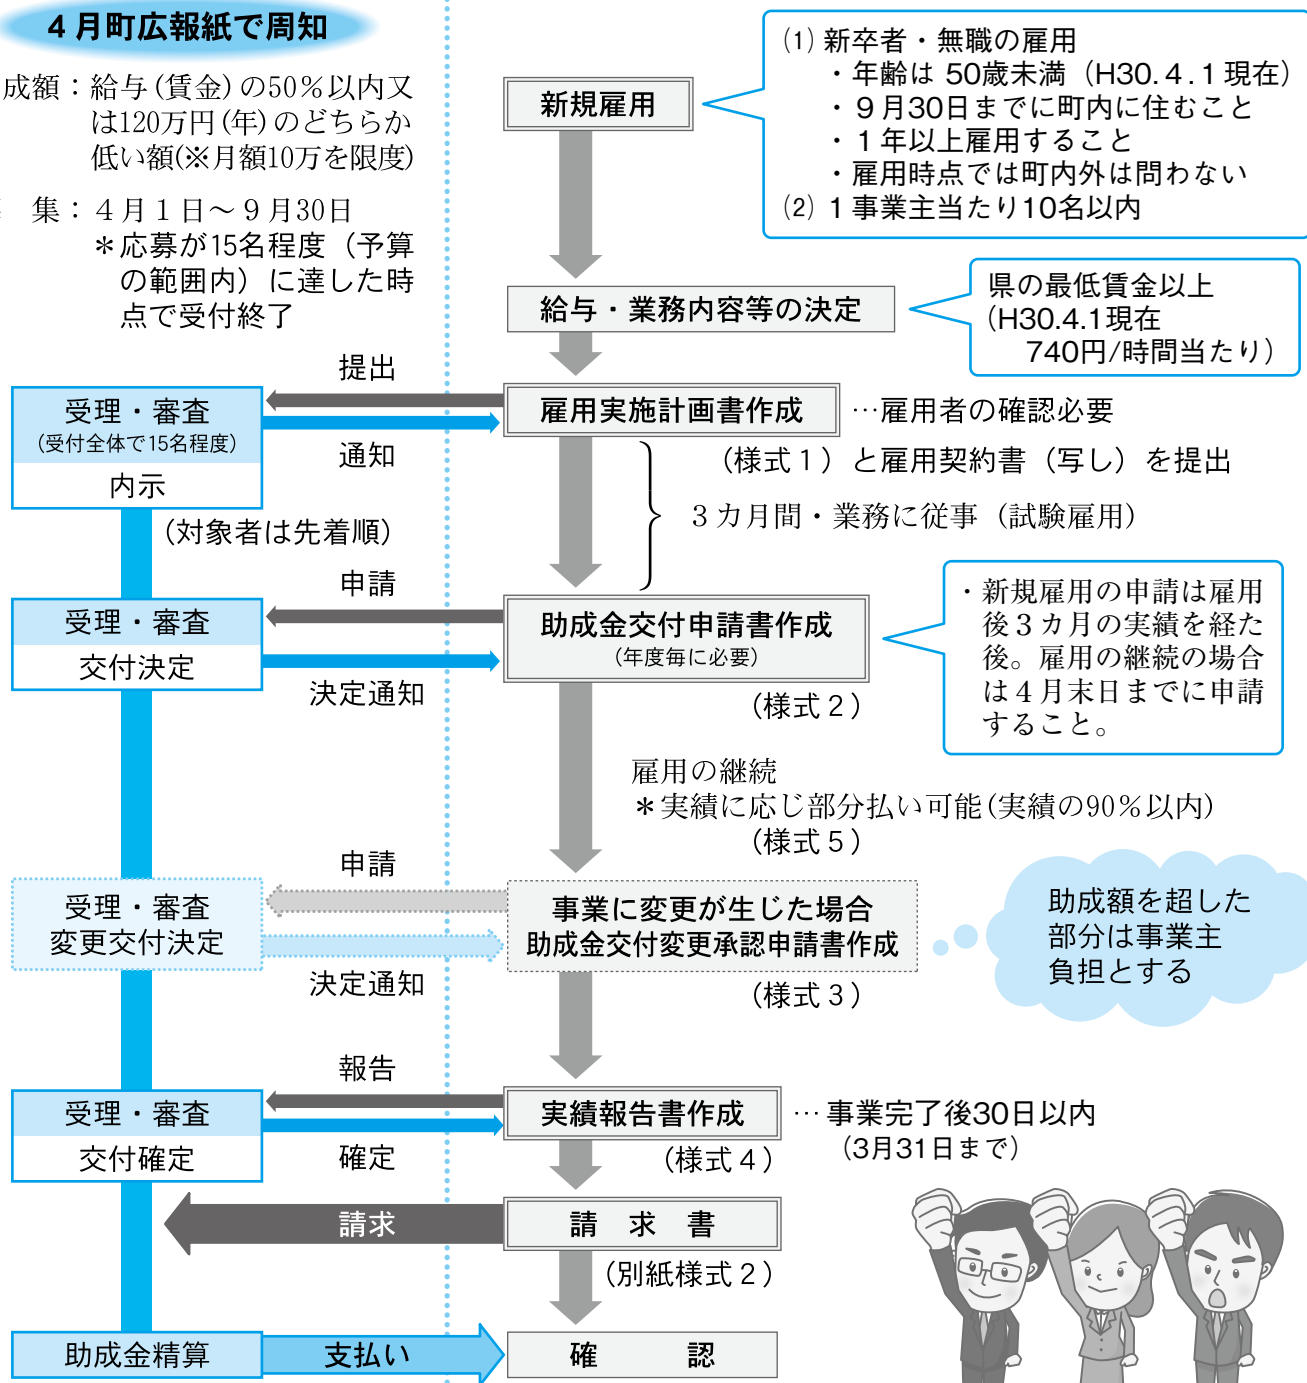 4月町広報紙で周知
成額：給与(賃金)の50％以内又
は120万円(年)のどちらか
低い額(※月額10万を限度)
集：4月1日～9月30日
＊応募が15名程度（予算
の範囲内）に達した時
点で受付終了
新規雇用
(1) 新卒者・無職の雇用
・年齢は 50歳未満（H30.4.1現在）
・9月30日までに町内に住むこと
・1年以上雇用すること
・雇用時点では町内外は問わない
(2) 1事業主当たり10名以内
給与・業務内容等の決定
県の最低賃金以上
(H30.4.1現在
740円/時間当たり)
提出
受理・審査
(受付全体で15名程度)
内示
通知
雇用実施計画書作成
…雇用者の確認必要
（様式1）と雇用契約書（写し）を提出
(対象者は先着順)
3カ月間・業務に従事（試験雇用）
申請
受理・審査
交付決定
決定通知
助成金交付申請書作成
(年度毎に必要)
（様式2）
・新規雇用の申請は雇用
後3カ月の実績を経た
後。雇用の継続の場合
は4月末日までに申請
すること。
雇用の継続
＊実績に応じ部分払い可能(実績の90％以内)
（様式5）
申請
受理・審査
変更交付決定
決定通知
事業に変更が生じた場合
助成金交付変更承認申請書作成
（様式3）
助成額を超した
部分は事業主
負担とする
報告
受理・審査
交付確定
確定
実績報告書作成
… 事業完了後30日以内
（3月31日まで）
（様式4）
請求
請 求 書
（別紙様式2）
助成金精算
支払い
確 認